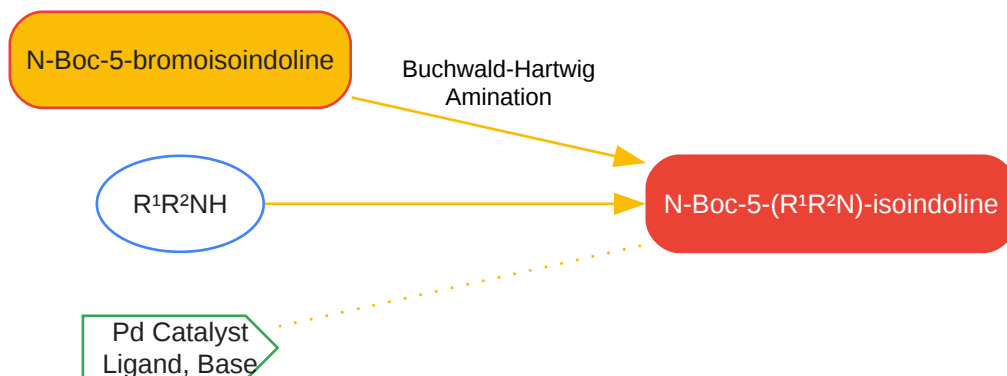 N-Boc-5-bromoisoindoline
Buchwald-Hartwig
Amination
R¹R²NH
N-Boc-5-(R¹R²N)-isoindoline
Pd Catalyst
Ligand, Base